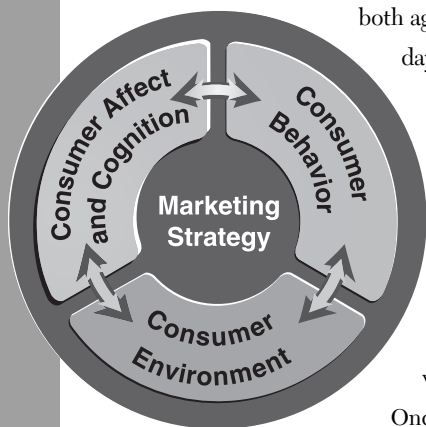 both ag
day
Consumer Affect
and Cognition
Consumer
Behavior
Marketing
Strategy
Consumer
Environment
Onc